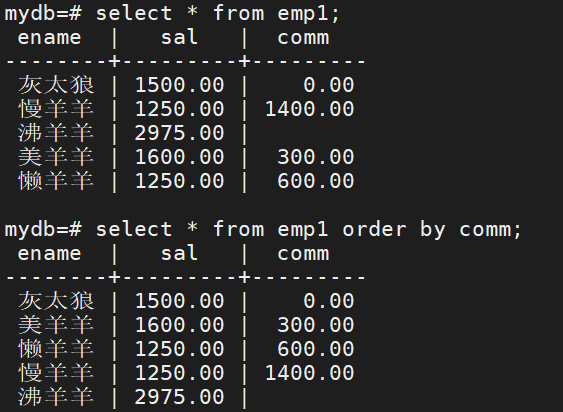 mydb=# select * from emp1;
 ename  |   sal   |  comm
--------+---------+---------
 灰太狼 | 1500.00 |    0.00
 慢羊羊 | 1250.00 | 1400.00
 沸羊羊 | 2975.00 |
 美羊羊 | 1600.00 |  300.00
 懒羊羊 | 1250.00 |  600.00
mydb=# select * from emp1 order by comm;
 ename  |   sal   |  comm
--------+---------+---------
 灰太狼 | 1500.00 |    0.00
 美羊羊 | 1600.00 |  300.00
 懒羊羊 | 1250.00 |  600.00
 慢羊羊 | 1250.00 | 1400.00
 沸羊羊 | 2975.00 |